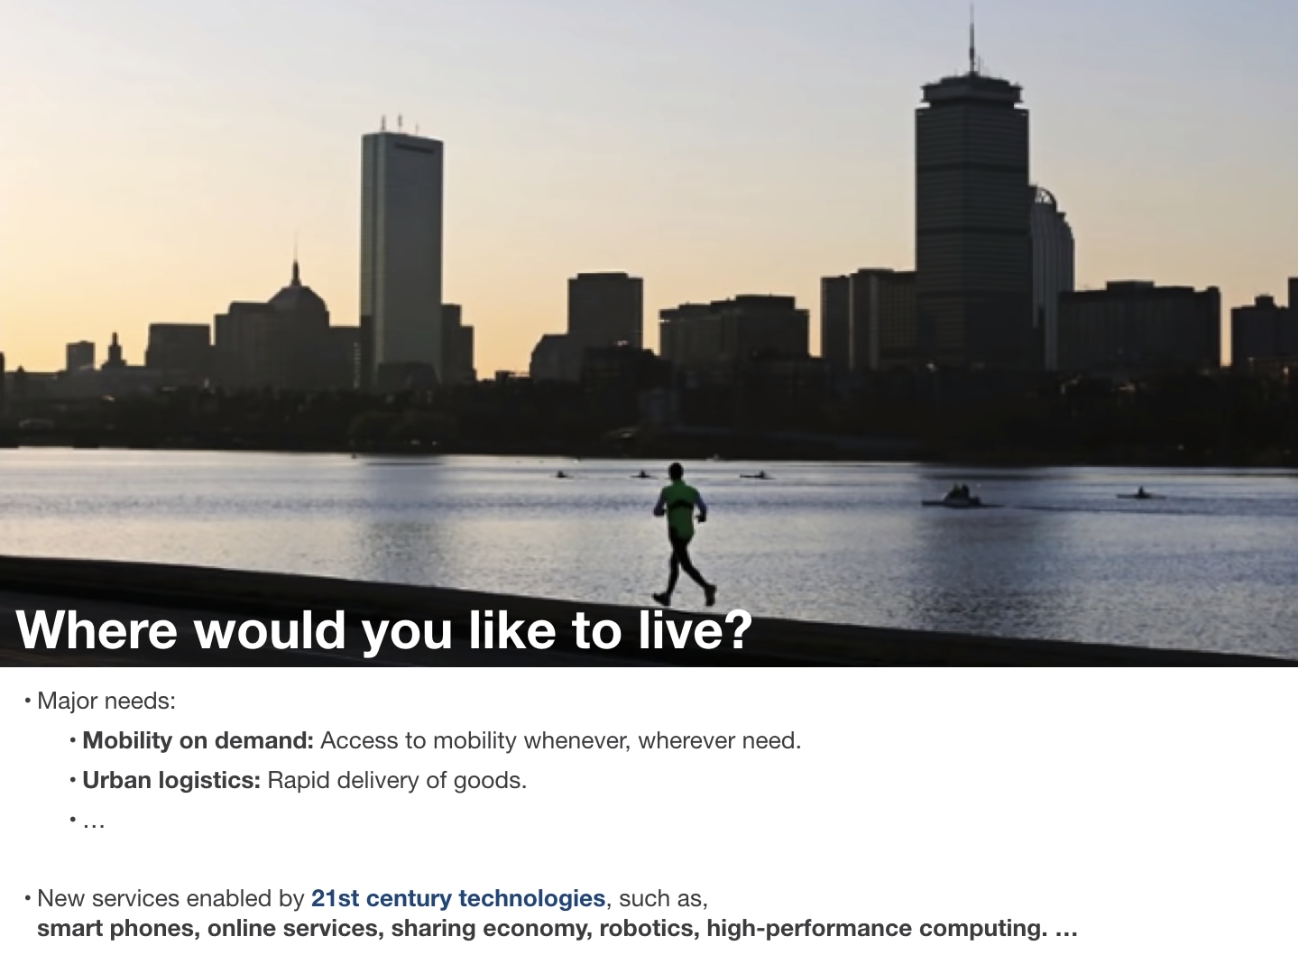 Where would you like to live?
• Major needs:
• Mobility on demand: Access to mobility whenever, wherever need.
• Urban logistics: Rapid delivery of goods.
• …
• New services enabled by 21st century technologies, such as,
smart phones, online services, sharing economy, robotics, high-performance computing. …